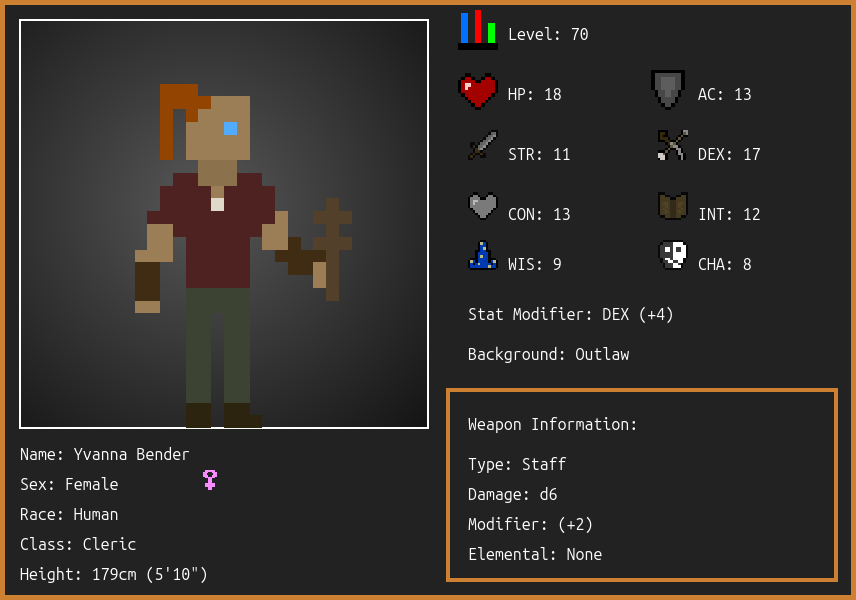 Level: 70
HP: 18
AC: 13
STR: 11
DEX: 17
CON: 13
INT: 12
WIS: 9
CHA: 8
Stat Modifier: DEX (+4)
Background: Outlaw
Weapon Information:
Type: Staff
Damage: d6
Modifier: (+2)
Elemental: None
Name: Yvanna Bender
Sex: Female
Race: Human
Class: Cleric
Height: 179cm (5'10")